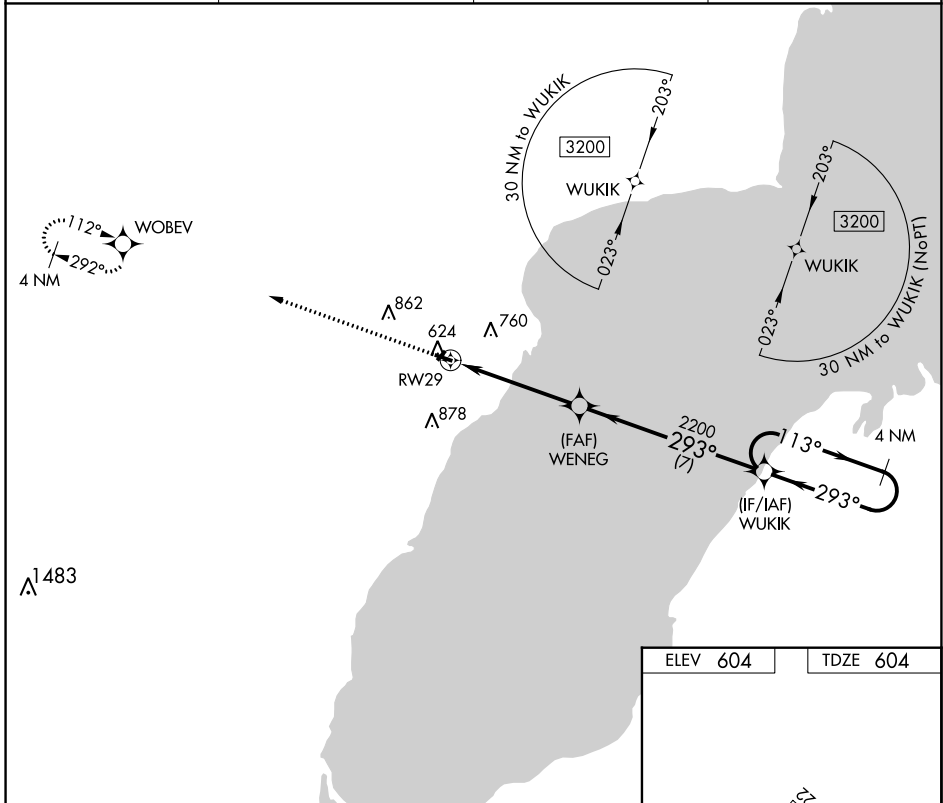 30 NM to WUKIK
3200
203°
WUKIK
023°
203°
3200
WUKIK
023°
30 NM to WUKIK (NoPT)
112°
WOBEV
292°
4 NM
862
624
760
RW29
878
(FAF)
WENEG
2200
293°
(7)
113°
4 NM
293°
(IF/IAF)
WUKIK
1483
ELEV 604
TDZE 604
22